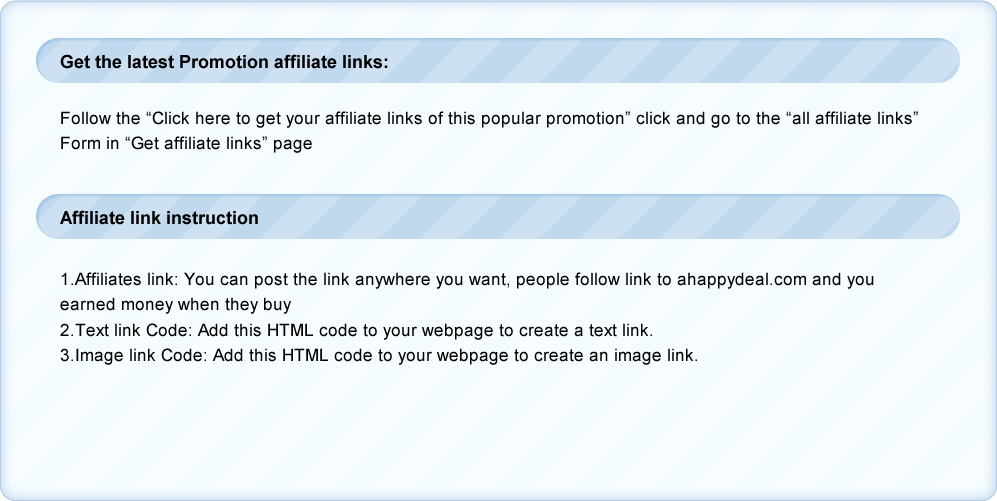 Get the latest Promotion affiliate links:
Follow the “Click here to get your affiliate links of this popular promotion” click and go to the “all affiliate links”
Form in “Get affiliate links” page
Affiliate link instruction
1.Affiliates link: You can post the link anywhere you want, people follow link to ahappydeal.com and you
earned money when they buy
2.Text link Code: Add this HTML code to your webpage to create a text link.
3.Image link Code: Add this HTML code to your webpage to create an image link.